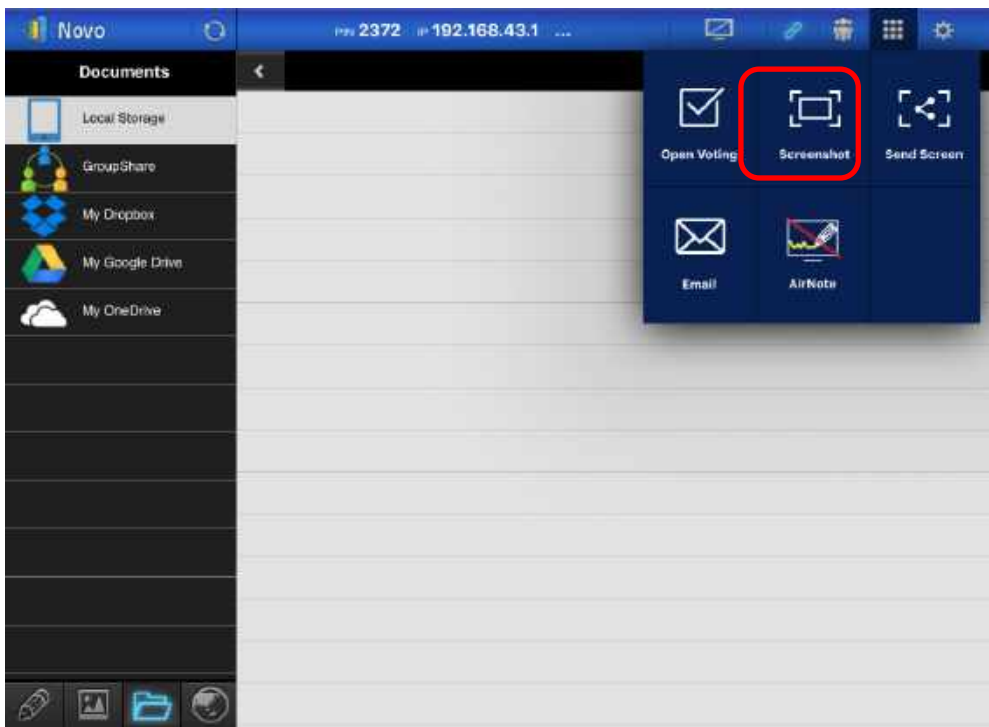 Novo
PIN 2372 IP 192.168.43.1 ...
Documents
Local Storage
GroupShare
My Dropbox
My Google Drive
My OneDrive
Open Voting
Screenshot
Send Screen
Email
AirNote